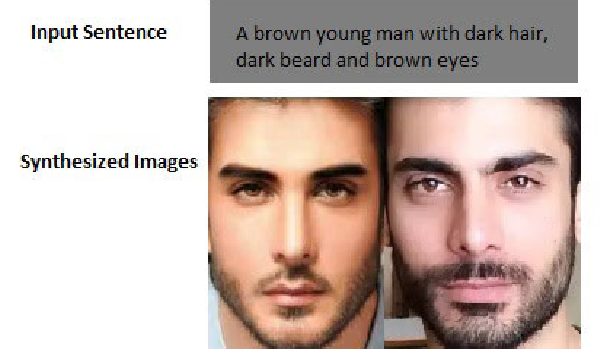 Input Sentence
A brown young man with dark hair,
dark beard and brown eyes
Synthesized Images